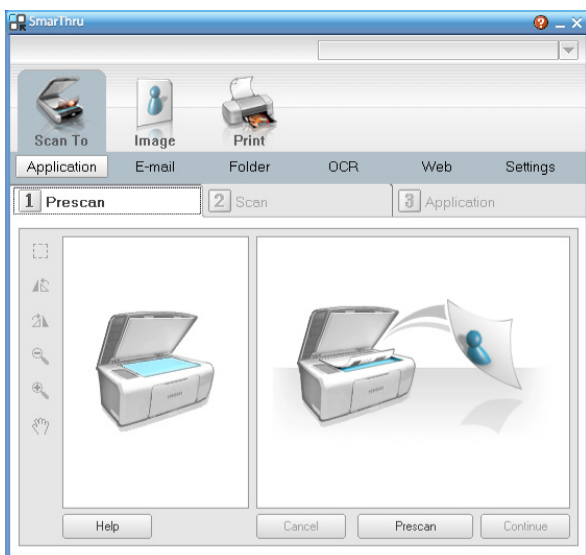 SmarThru
Scan To
Image
Print
Application E-mail Folder OCR Web Settings
1 Prescan 2 Scan 3 Application
Help Cancel Prescan Continue